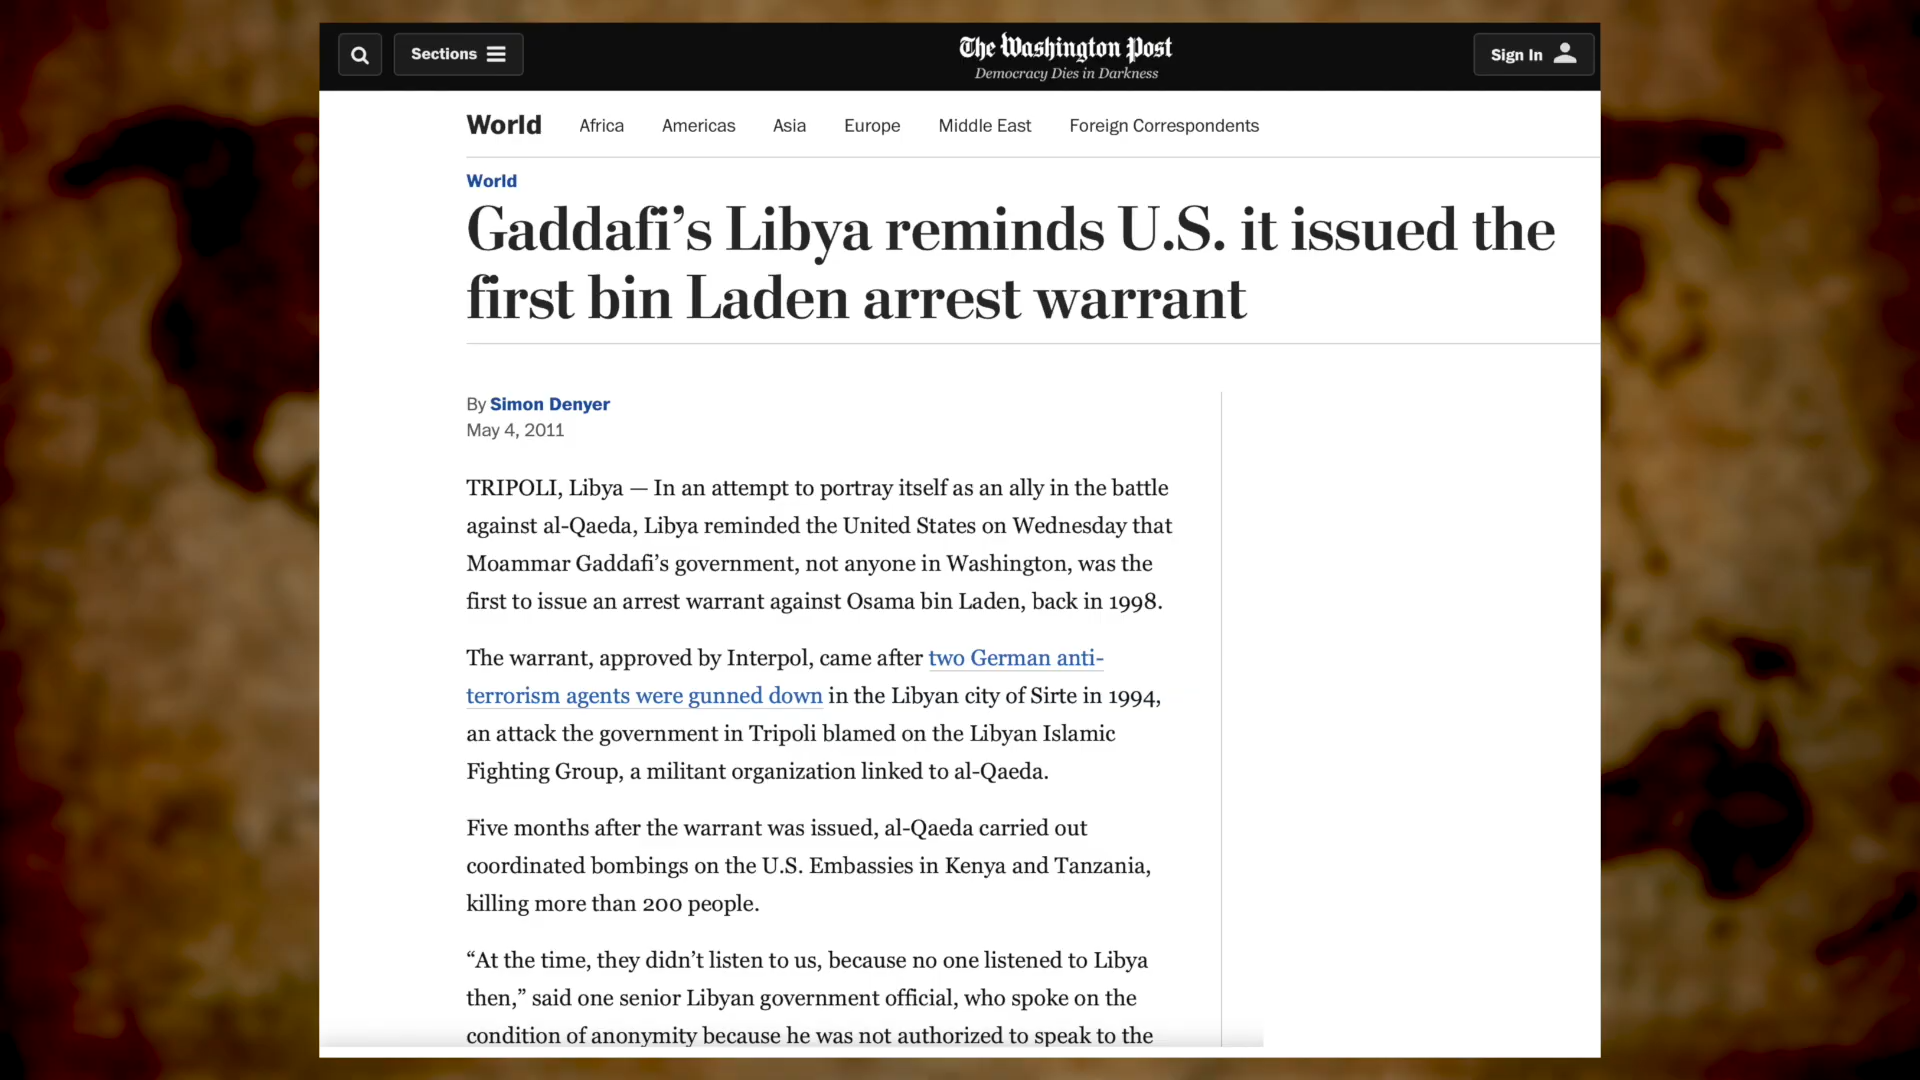 Sections
The Washington Post
Democracy Dies in Darkness
Sign In
World Africa Americas Asia Europe Middle East Foreign Correspondents
World
Gaddafi’s Libya reminds U.S. it issued the
first bin Laden arrest warrant
By Simon Denyer
May 4, 2011
TRIPOLI, Libya — In an attempt to portray itself as an ally in the battle
against al-Qaeda, Libya reminded the United States on Wednesday that
Moammar Gaddafi’s government, not anyone in Washington, was the
first to issue an arrest warrant against Osama bin Laden, back in 1998.
The warrant, approved by Interpol, came after two German anti-
terrorism agents were gunned down in the Libyan city of Sirte in 1994,
an attack the government in Tripoli blamed on the Libyan Islamic
Fighting Group, a militant organization linked to al-Qaeda.
Five months after the warrant was issued, al-Qaeda carried out
coordinated bombings on the U.S. Embassies in Kenya and Tanzania,
killing more than 200 people.
“At the time, they didn’t listen to us, because no one listened to Libya
then,” said one senior Libyan government official, who spoke on the
condition of anonymity because he was not authorized to speak to the